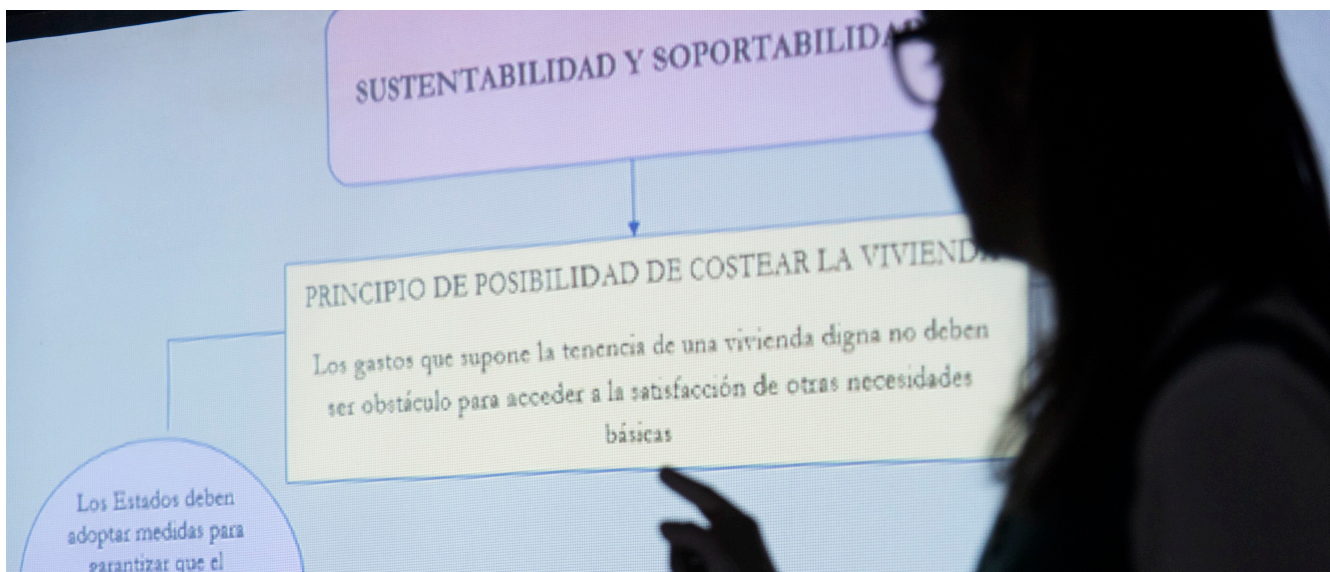 SUSTENTABILIDAD Y SOPORTABILIDA
PRINCIPIO DE POSIBILIDAD DE COSTEAR LA VIVIEND
Los gastos que supone la tenencia de una vivienda digna no deben
ser obstáculo para acceder a la satisfacción de otras necesidades
básicas
Los Estados deben
adoptar medidas para
garantizar que el